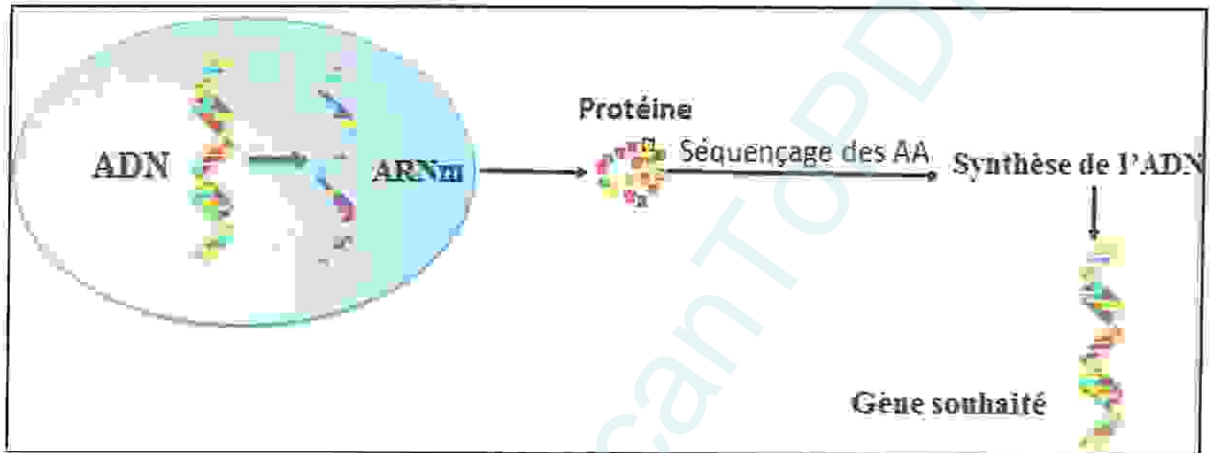 Protéine
ADN
ARNm
Séquençage des AA
Synthèse de l'ADN
Gène souhaité